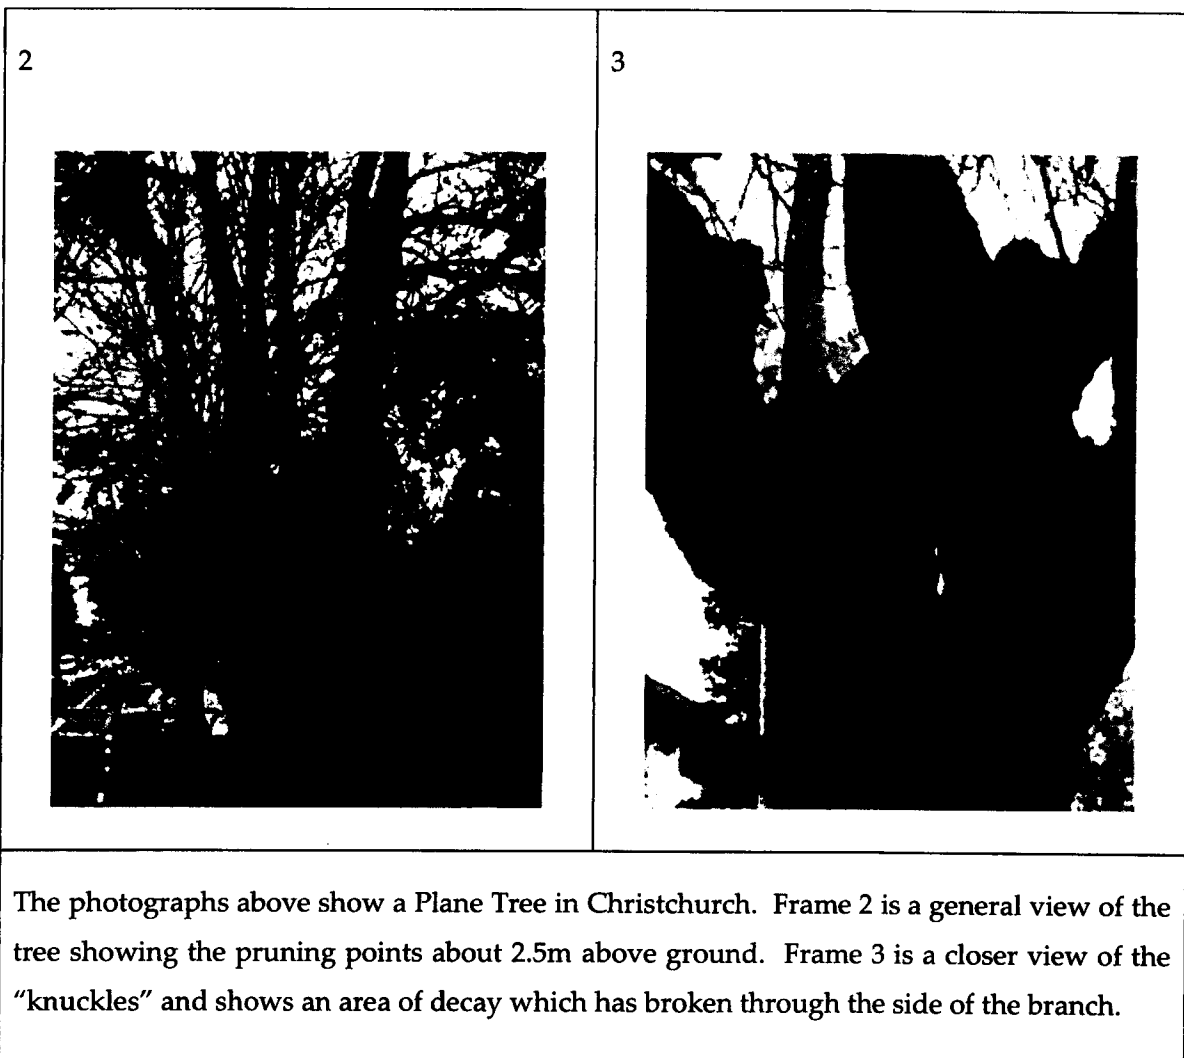 2
3
The photographs above show a Plane Tree in Christchurch. Frame 2 is a general view of the
tree showing the pruning points about 2.5m above ground. Frame 3 is a closer view of the
“knuckles” and shows an area of decay which has broken through the side of the branch.